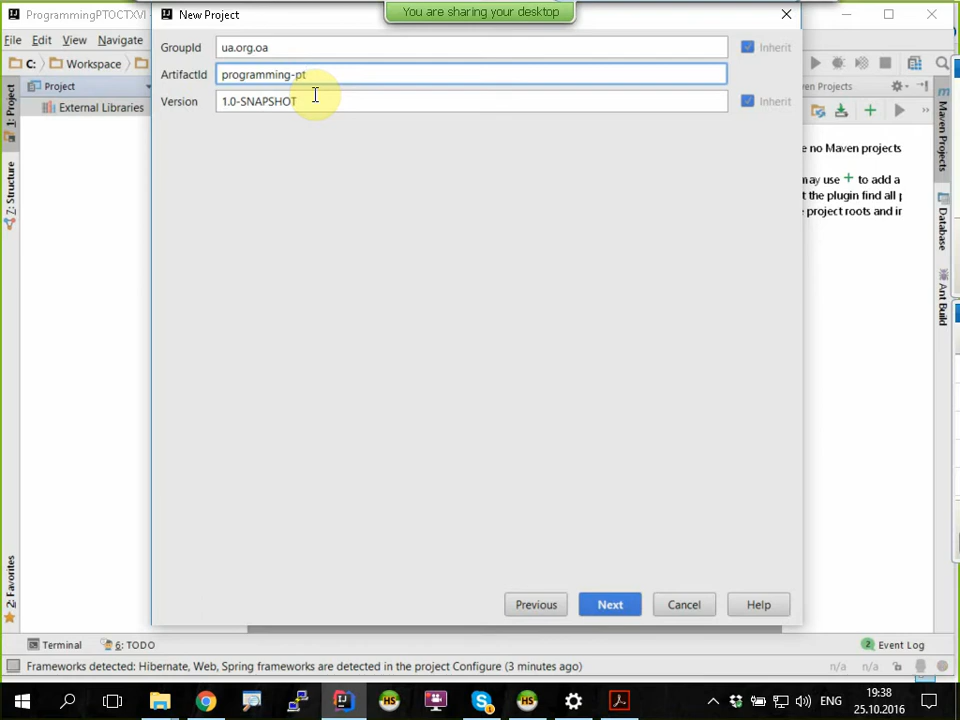 You are sharing your desktop
ProgrammingPTOCTXVI -
New Project
File Edit View Navigate
GroupId ua.org.oa Inherit
C: Workspace
ArtifactId programming-pt
Project
Version 1.0-SNAPSHOT Inherit
External Libraries
1: Project
Z: Structure
2: Favorites
Projects
no Maven projects
may use + to add a
t the plugin find all
project roots and
Maven Projects
Database
Ant Build
Previous Next Cancel Help
Terminal 6: TODO 2 Event Log
Frameworks detected: Hibernate, Web, Spring frameworks are detected in the project Configure (3 minutes ago) n/a n/a
ENG 19:38
25.10.2016